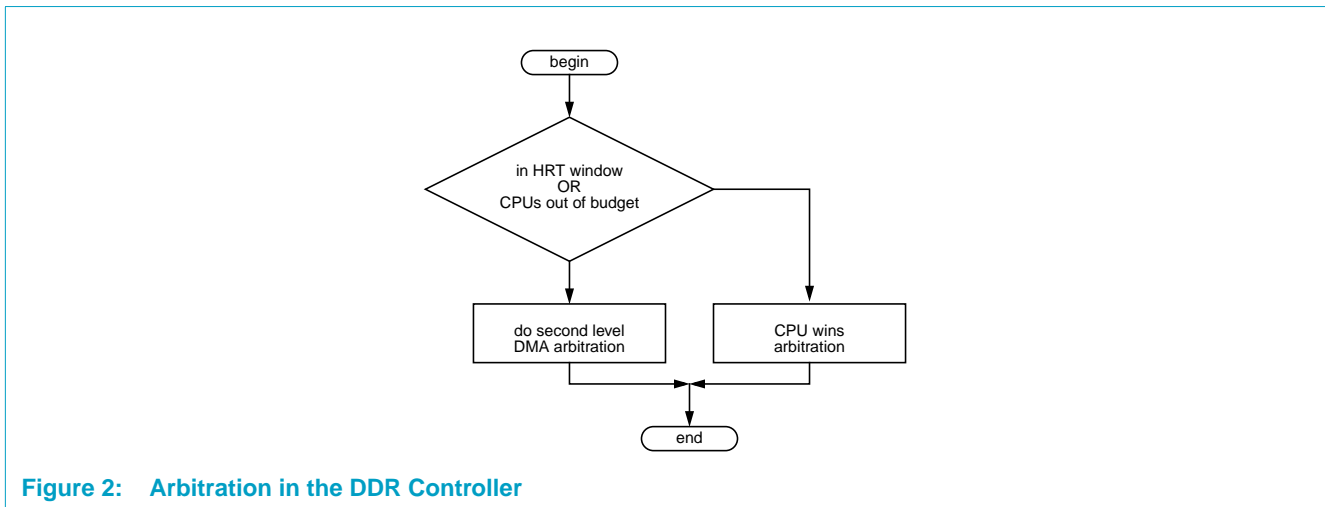 begin
in HRT window
OR
CPUs out of budget
do second level
DMA arbitration
CPU wins
arbitration
end
Figure 2: Arbitration in the DDR Controller